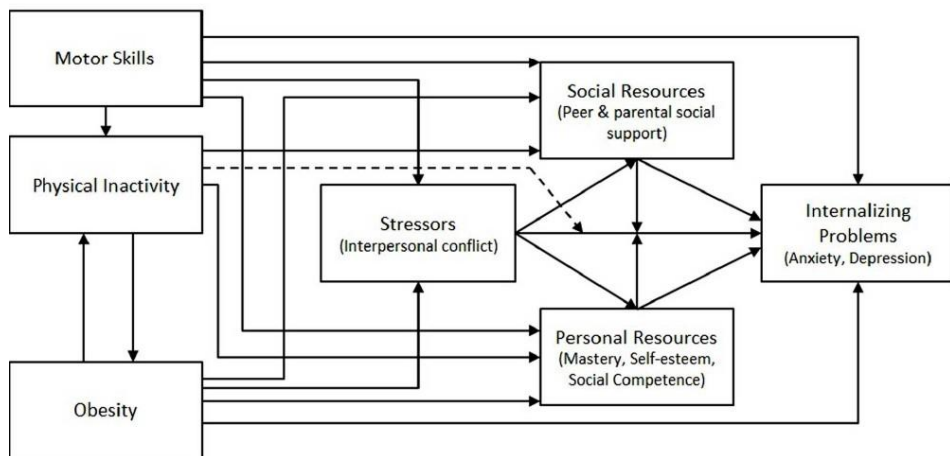 Motor Skills
Physical Inactivity
Obesity
Stressors
(Interpersonal conflict)
Social Resources
(Peer & parental social
support)
Personal Resources
(Mastery, Self-esteem,
Social Competence)
Internalizing
Problems
(Anxiety, Depression)